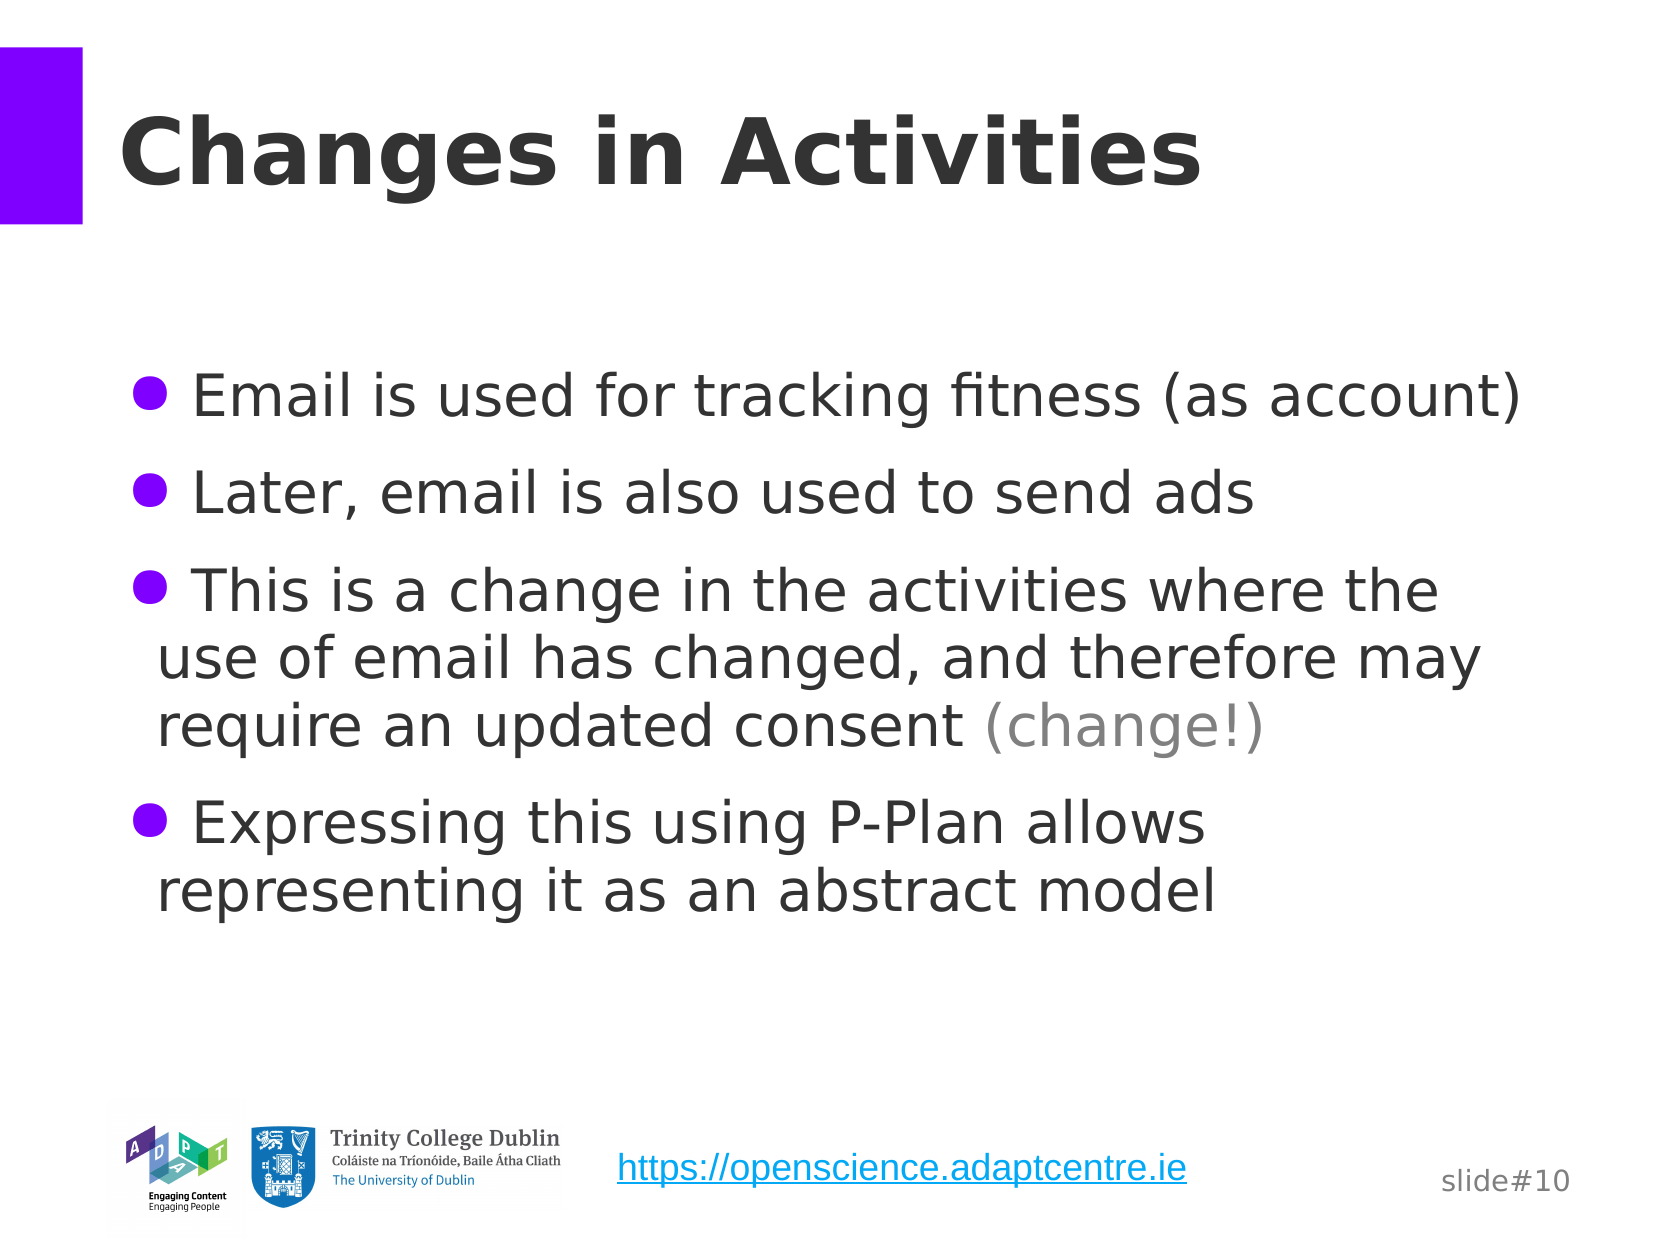 Changes in Activities
● Email is used for tracking fitness (as account)
● Later, email is also used to send ads
● This is a change in the activities where the
use of email has changed, and therefore may
require an updated consent (change!)
● Expressing this using P-Plan allows
representing it as an abstract model
ADAPT
Engaging Content
Engaging People
Trinity College Dublin
Coláiste na Tríonóide, Baile Átha Cliath
The University of Dublin
https://openscience.adaptcentre.ie
slide#10